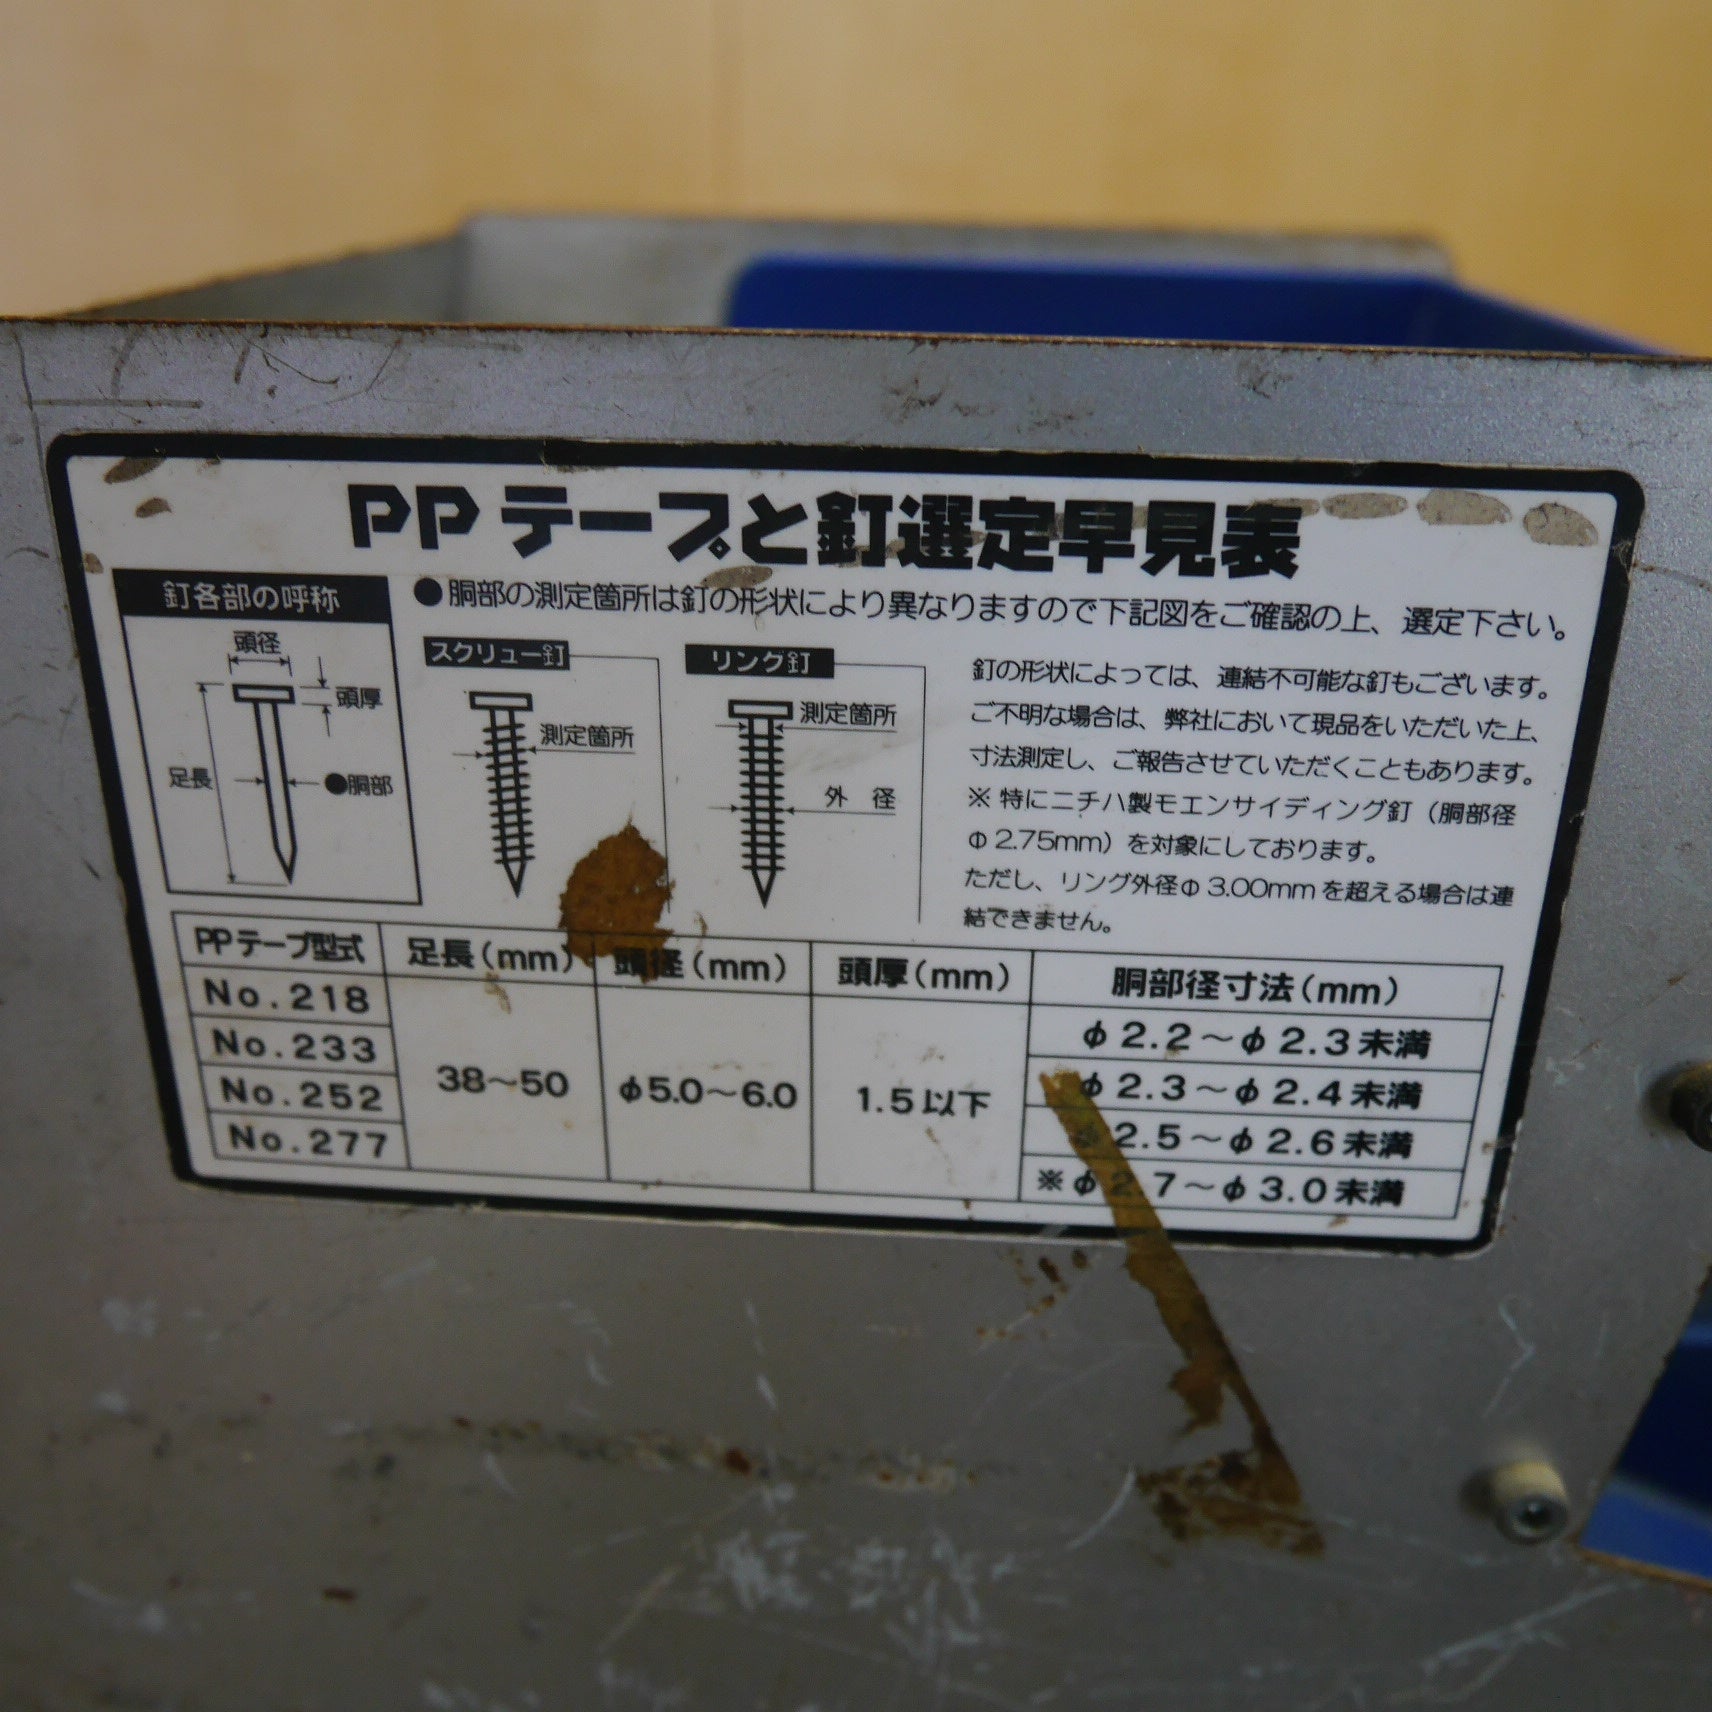 PPテープと釘選定早見表
釘各部の呼称
●胴部の測定箇所は釘の形状により異なりますので下記図をご確認の上、選定下さい。
頭径
頭厚
足長
●胴部
スクリュー釘
測定箇所
リング釘
測定箇所
外 径
釘の形状によっては、連結不可能な釘もございます。
ご不明な場合は、弊社において現品をいただいた上、
寸法測定し、ご報告させていただくこともあります。
※ 特にニチハ製モエンサイディング釘（胴部径
φ2.75mm）を対象にしております。
ただし、リング外径φ3.00mmを超える場合は連
結できません。
PPテープ型式 足長(mm) 頭径(mm) 頭厚(mm) 胴部径寸法(mm)
No.218 φ2.2～φ2.3未満
No.233 φ2.3～φ2.4未満
38～50 φ5.0～6.0 1.5以下
No.252 φ2.5～φ2.6未満
No.277 ※φ2.7～φ3.0未満